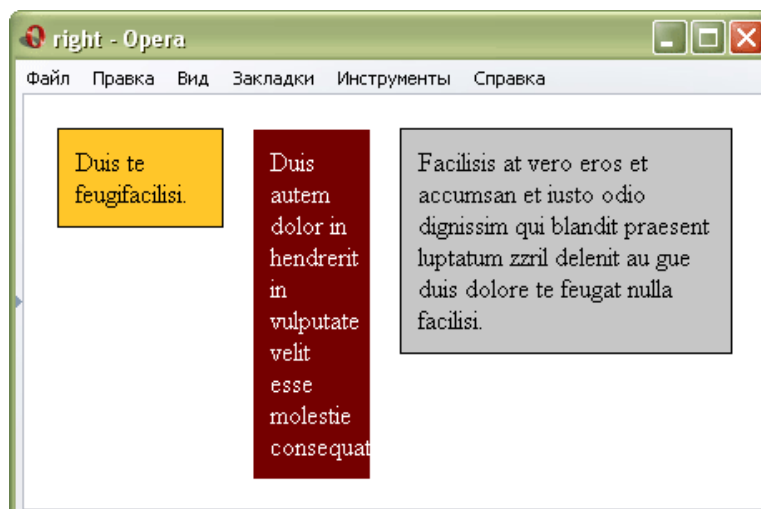 right - Opera
Файл Правка Вид Закладки Инструменты Справка
Duis te
feugifacilisi.
Duis
autem
dolor in
hendrerit
in
vulputate
velit
esse
molestie
consequat
Facilisis at vero eros et
accumsan et iusto odio
dignissim qui blandit praesent
luptatum zzril delenit au gue
duis dolore te feugat nulla
facilisi.